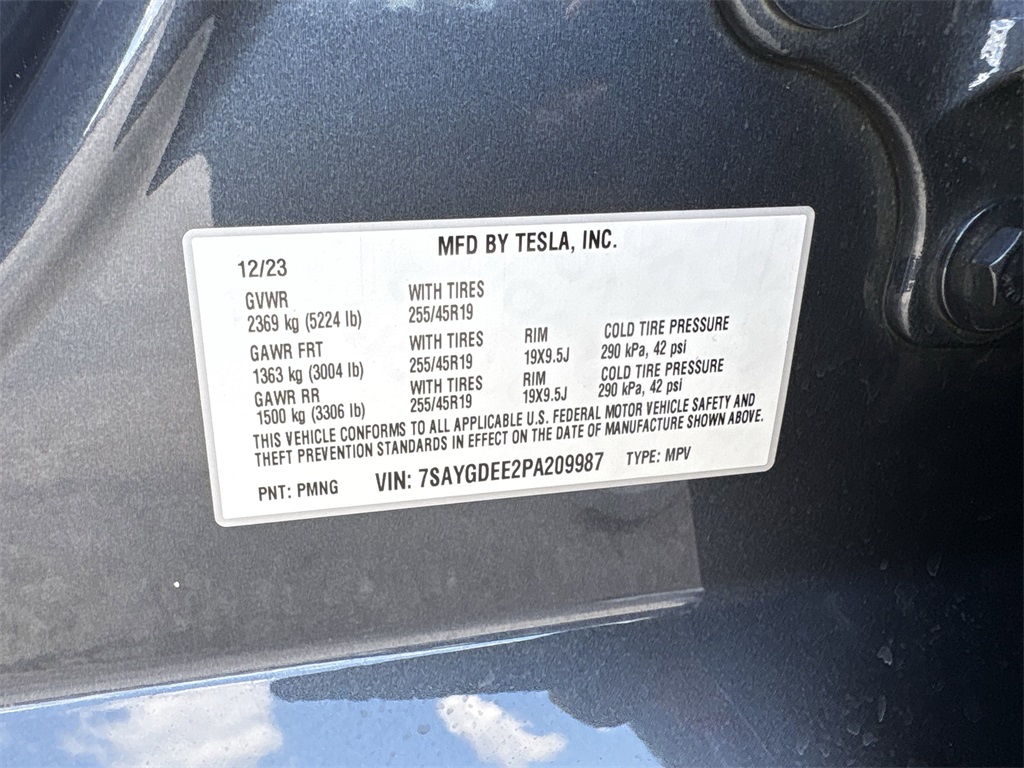 MFD BY TESLA, INC.
12/23
GVWR WITH TIRES
2369 kg (5224 lb) 255/45R19
GAWR FRT WITH TIRES RIM COLD TIRE PRESSURE
1363 kg (3004 lb) 255/45R19 19X9.5J 290 kPa, 42 psi
GAWR RR WITH TIRES RIM COLD TIRE PRESSURE
1500 kg (3306 lb) 255/45R19 19X9.5J 290 kPa, 42 psi
THIS VEHICLE CONFORMS TO ALL APPLICABLE U.S. FEDERAL MOTOR VEHICLE SAFETY AND
THEFT PREVENTION STANDARDS IN EFFECT ON THE DATE OF MANUFACTURE SHOWN ABOVE.
PNT: PMNG VIN: 7SAYGDEE2PA209987 TYPE: MPV